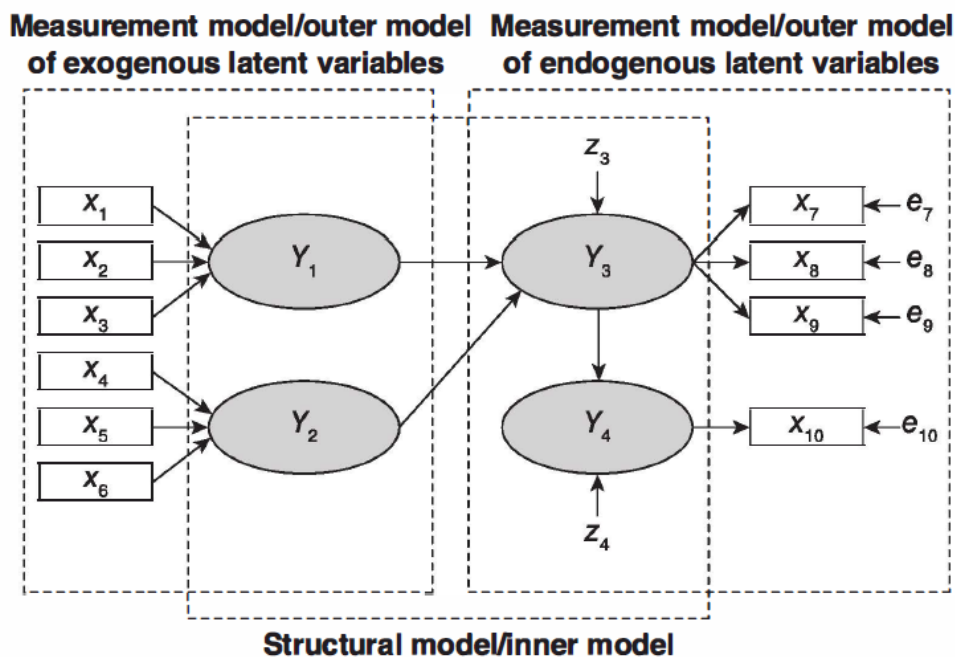 Measurement model/outer model of exogenous latent variables
Measurement model/outer model of endogenous latent variables
z₃
x₁
x₂
x₃
x₄
x₅
x₆
Y₁
Y₂
Y₃
Y₄
x₇
x₈
x₉
x₁₀
e₇
e₈
e₉
e₁₀
z₄
Structural model/inner model